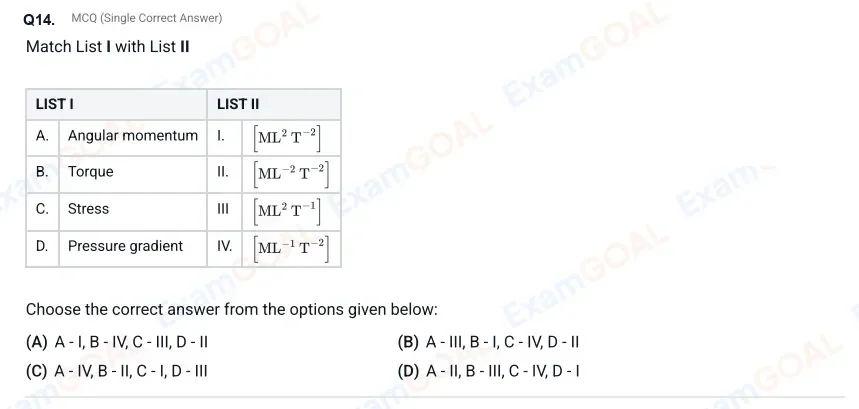 Q14. MCQ (Single Correct Answer)
Match List I with List II
LIST I LIST II
A. Angular momentum I. [ML² T⁻²]
B. Torque II. [ML⁻² T⁻²]
C. Stress III [ML² T⁻¹]
D. Pressure gradient IV. [ML⁻¹ T⁻²]
Choose the correct answer from the options given below:
(A) A - I, B - IV, C - III, D - II (B) A - III, B - I, C - IV, D - II
(C) A - IV, B - II, C - I, D - III (D) A - II, B - III, C - IV, D - I
ExamGOAL